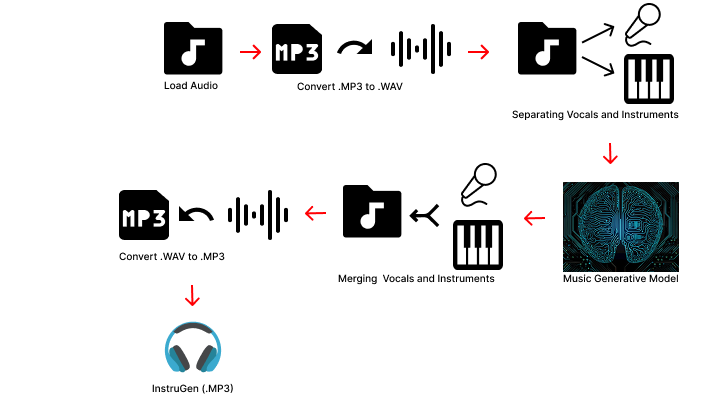 MP3
Load Audio
Convert .MP3 to .WAV
Separating Vocals and Instruments
MP3
Convert .WAV to .MP3
Merging  Vocals and Instruments
Music Generative Model
InstruGen (.MP3)